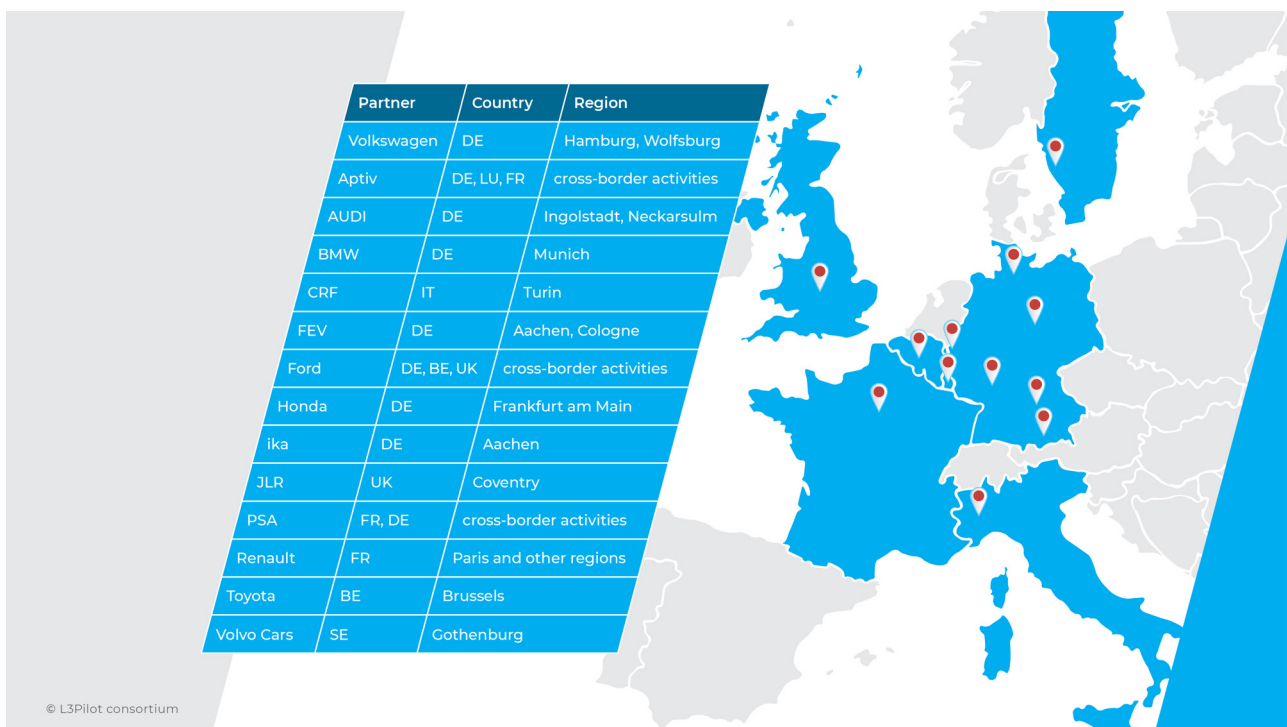 Partner Country Region
Volkswagen DE Hamburg, Wolfsburg
Aptiv DE, LU, FR cross-border activities
AUDI DE Ingolstadt, Neckarsulm
BMW DE Munich
CRF IT Turin
FEV DE Aachen, Cologne
Ford DE, BE, UK cross-border activities
Honda DE Frankfurt am Main
ika DE Aachen
JLR UK Coventry
PSA FR, DE cross-border activities
Renault FR Paris and other regions
Toyota BE Brussels
Volvo Cars SE Gothenburg
© L3Pilot consortium